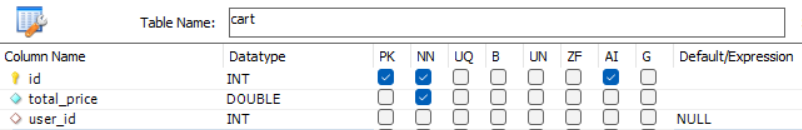 Table Name: cart
Column Name Datatype PK NN UQ B UN ZF AI G Default/Expression
id INT
total_price DOUBLE
user_id INT NULL